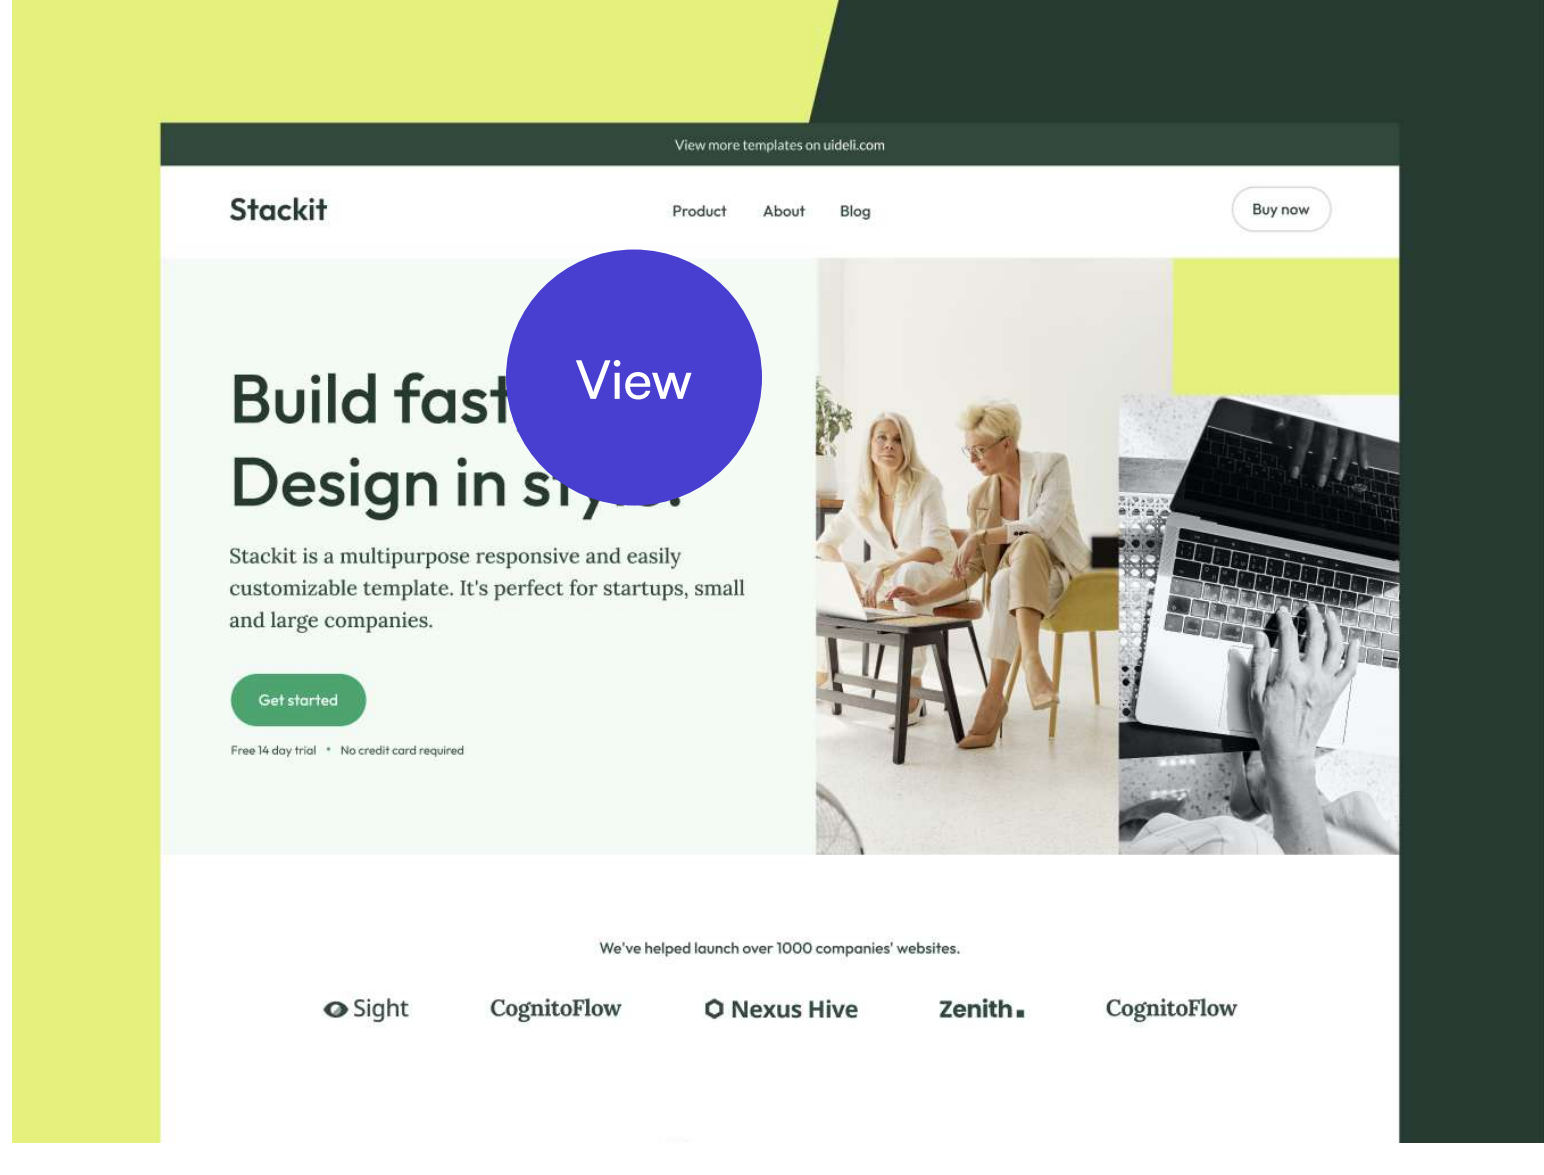 View more templates on uideli.com
Stackit
Product About Blog
Buy now
Build fast
View
Design in
Stackit is a multipurpose responsive and easily
customizable template. It's perfect for startups, small
and large companies.
Get started
Free 14 day trial • No credit card required
We've helped launch over 1000 companies' websites.
Sight CognitoFlow Nexus Hive Zenith. CognitoFlow